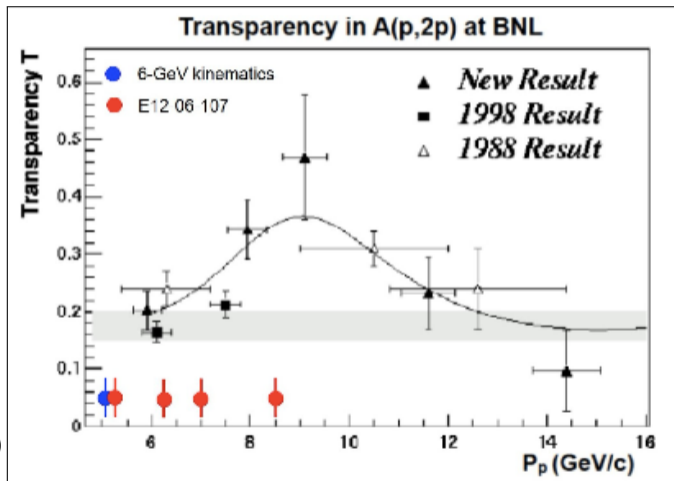 Transparency in A(p,2p) at BNL
Transparency T
6-GeV kinematics
E12 06 107
New Result
1998 Result
1988 Result
0.6
0.5
0.4
0.3
0.2
0.1
0
6 8 10 12 14 16
Pp (GeV/c)
)